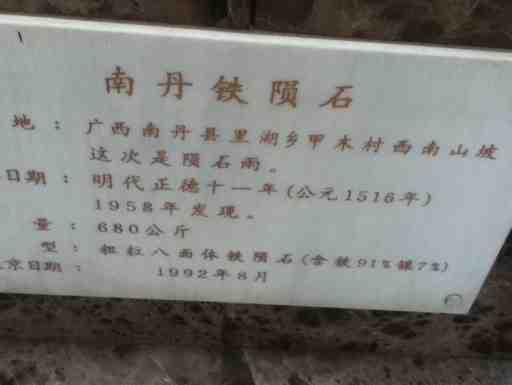 南丹铁陨石
地：广西南丹县里湖乡甲木村西南山坡
这次是陨石雨。
日期：明代正德十一年(公元1516年)
1958年发现。
量：680公斤
型：粗粒八面体铁陨石(含铁91%镍7%)
京日期：1992年8月